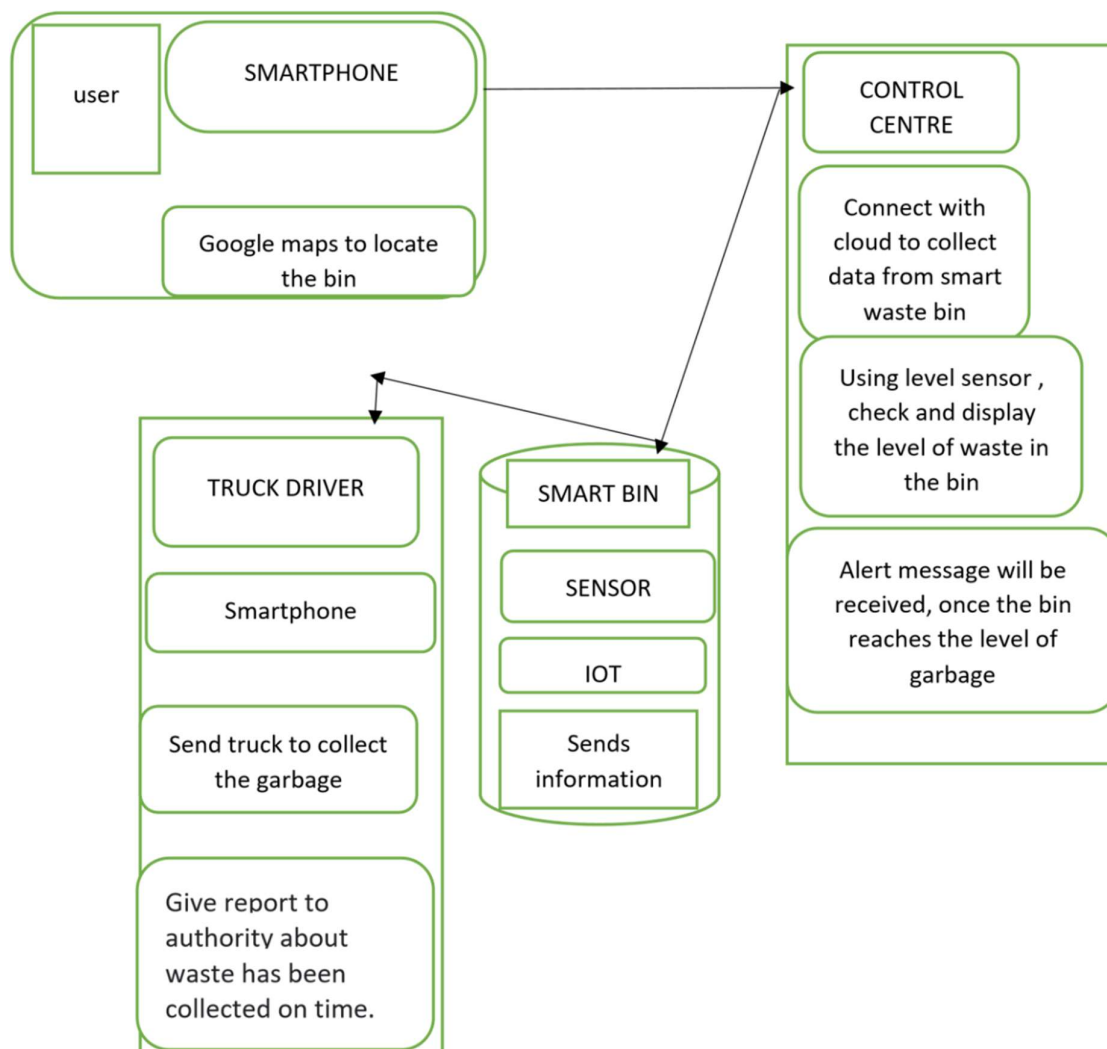 user
SMARTPHONE
Google maps to locate
the bin
CONTROL
CENTRE
Connect with
cloud to collect
data from smart
waste bin
Using level sensor ,
check and display
the level of waste in
the bin
Alert message will be
received, once the bin
reaches the level of
garbage
TRUCK DRIVER
Smartphone
Send truck to collect
the garbage
Give report to
authority about
waste has been
collected on time.
SMART BIN
SENSOR
IOT
Sends
information